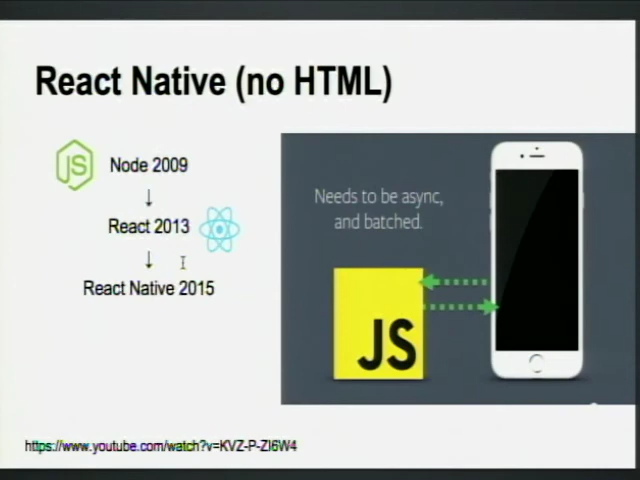 React Native (no HTML)
JS
Node 2009
↓
React 2013
↓
React Native 2015
Needs to be async,
and batched.
JS
https://www.youtube.com/watch?v=KVZ-P-ZI6W4